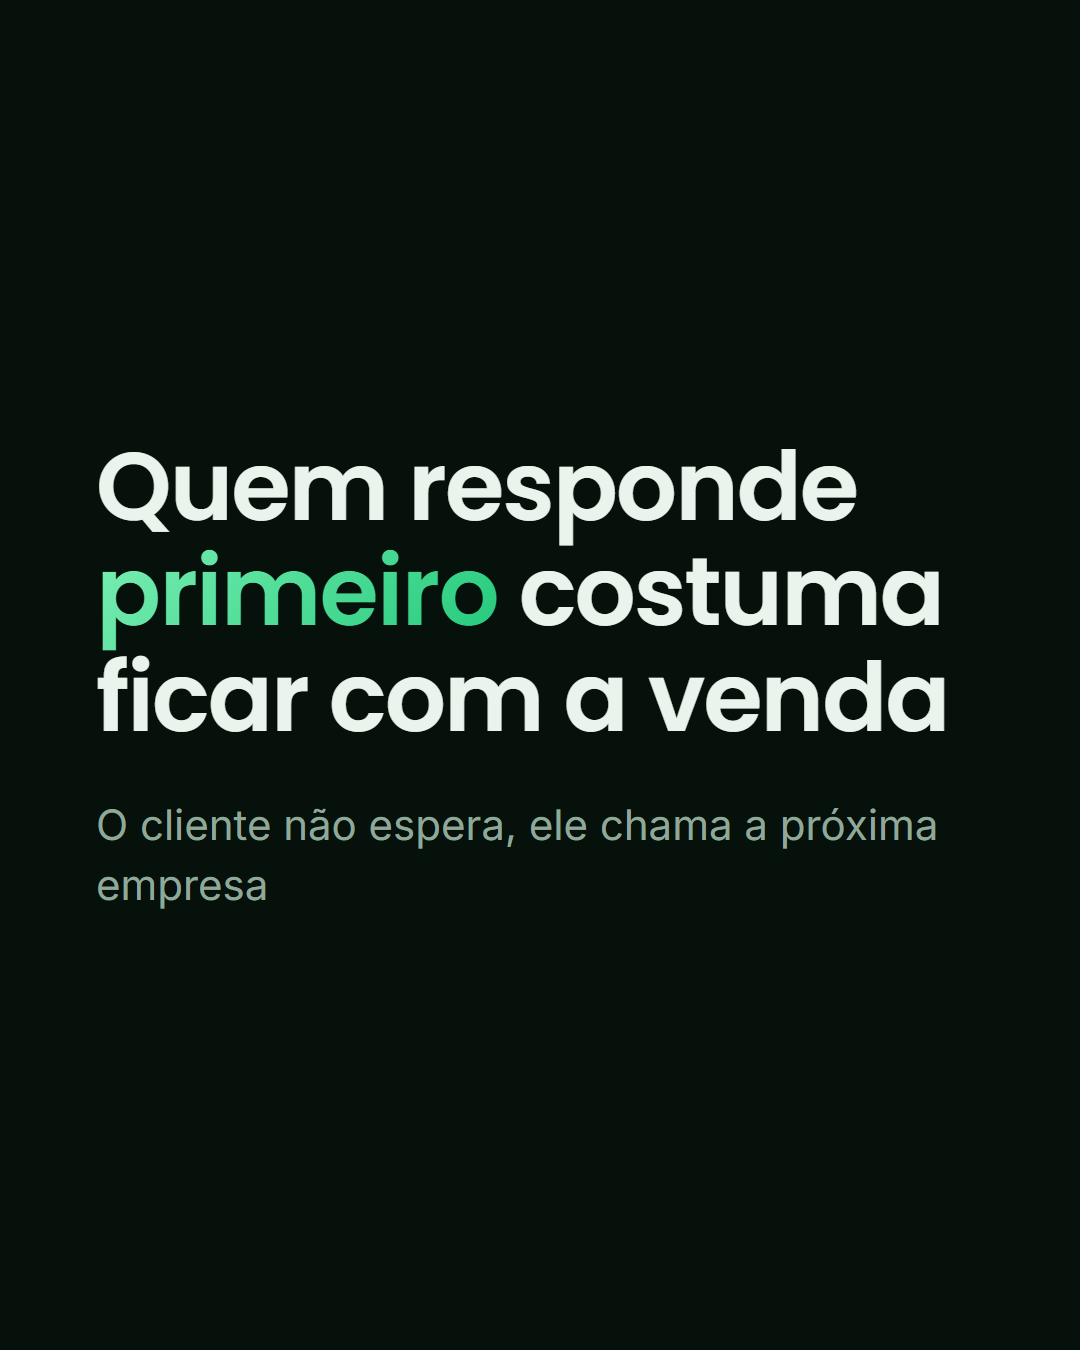 Quem responde
primeiro costuma
ficar com a venda
O cliente não espera, ele chama a próxima
empresa